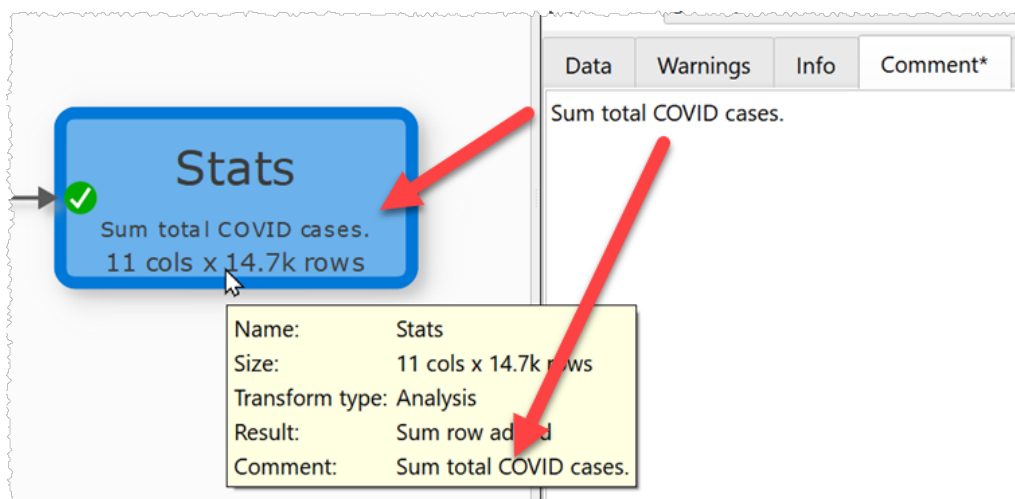 Data Warnings Info Comment*
Sum total COVID cases.
Stats
Sum total COVID cases.
11 cols x 14.7k rows
Name: Stats
Size: 11 cols x 14.7k rows
Transform type: Analysis
Result: Sum row added
Comment: Sum total COVID cases.